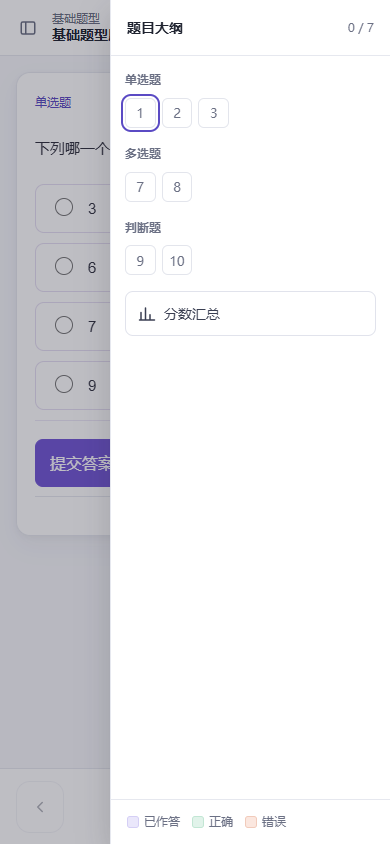 基础题型
基础题型
题目大纲
0 / 7
单选题
下列哪一个
3
6
7
9
提交答案
单选题
1 2 3
多选题
7 8
判断题
9 10
分数汇总
已作答 正确 错误